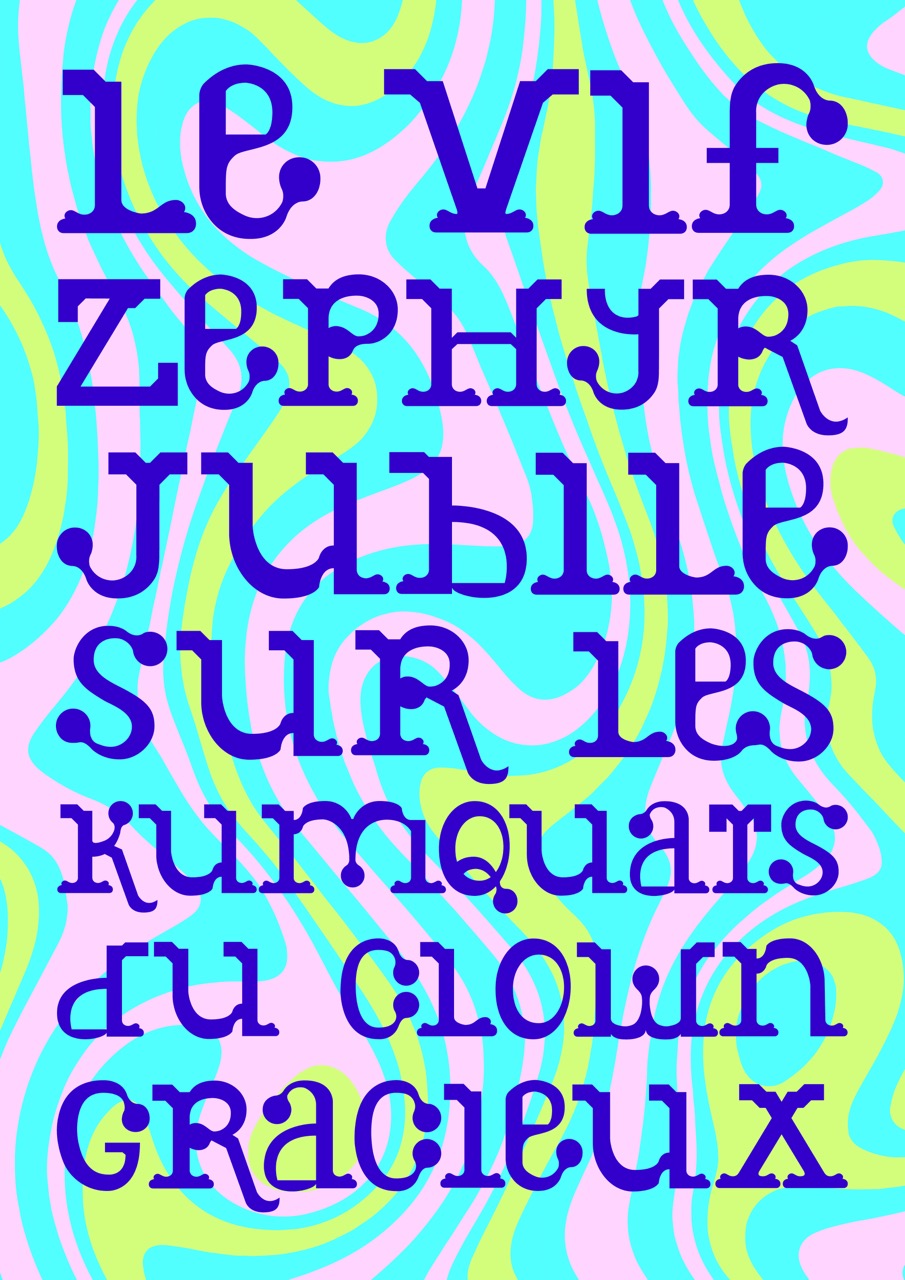 le vif
zephyr
jubile
sur les
kumquats
du clown
gracieux